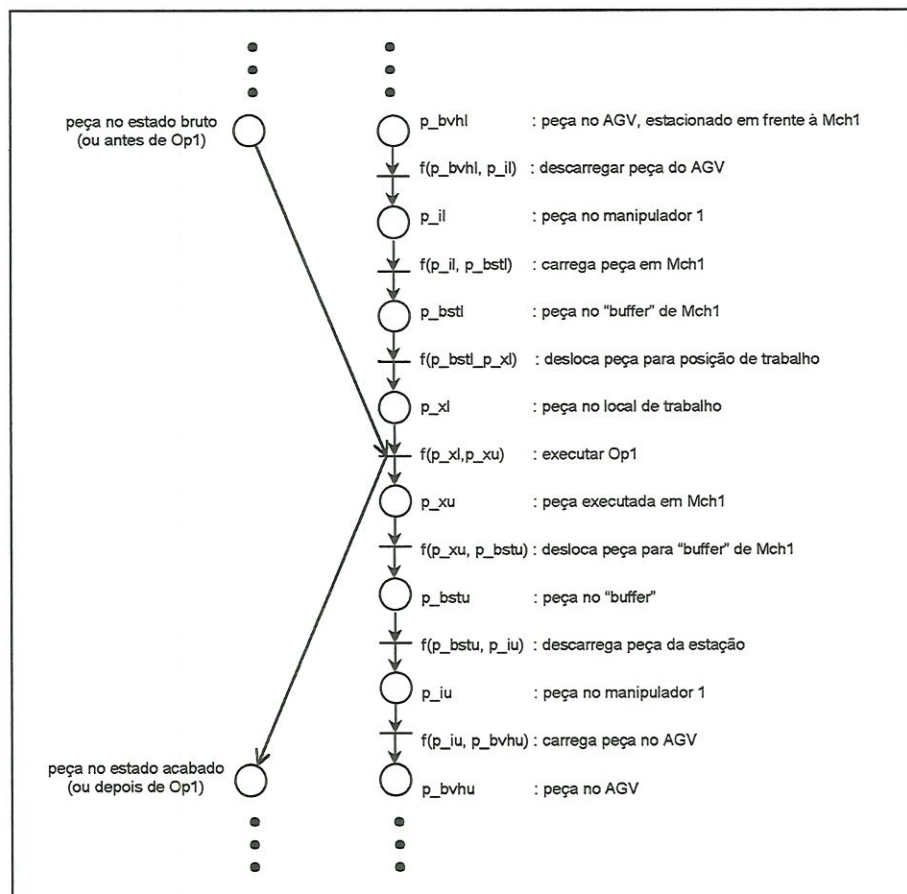 peça no estado bruto
(ou antes de Op1)
p_bvhl : peça no AGV, estacionado em frente à Mch1
f(p_bvhl, p_il) : descarregar peça do AGV
p_il : peça no manipulador 1
f(p_il, p_bstl) : carrega peça em Mch1
p_bstl : peça no "buffer" de Mch1
f(p_bstl_p_xl) : desloca peça para posição de trabalho
p_xl : peça no local de trabalho
f(p_xl,p_xu) : executar Op1
p_xu : peça executada em Mch1
f(p_xu, p_bstu) : desloca peça para "buffer" de Mch1
p_bstu : peça no "buffer"
f(p_bstu, p_iu) : descarrega peça da estação
p_iu : peça no manipulador 1
f(p_iu, p_bvhu) : carrega peça no AGV
peça no estado acabado
(ou depois de Op1)
p_bvhu : peça no AGV